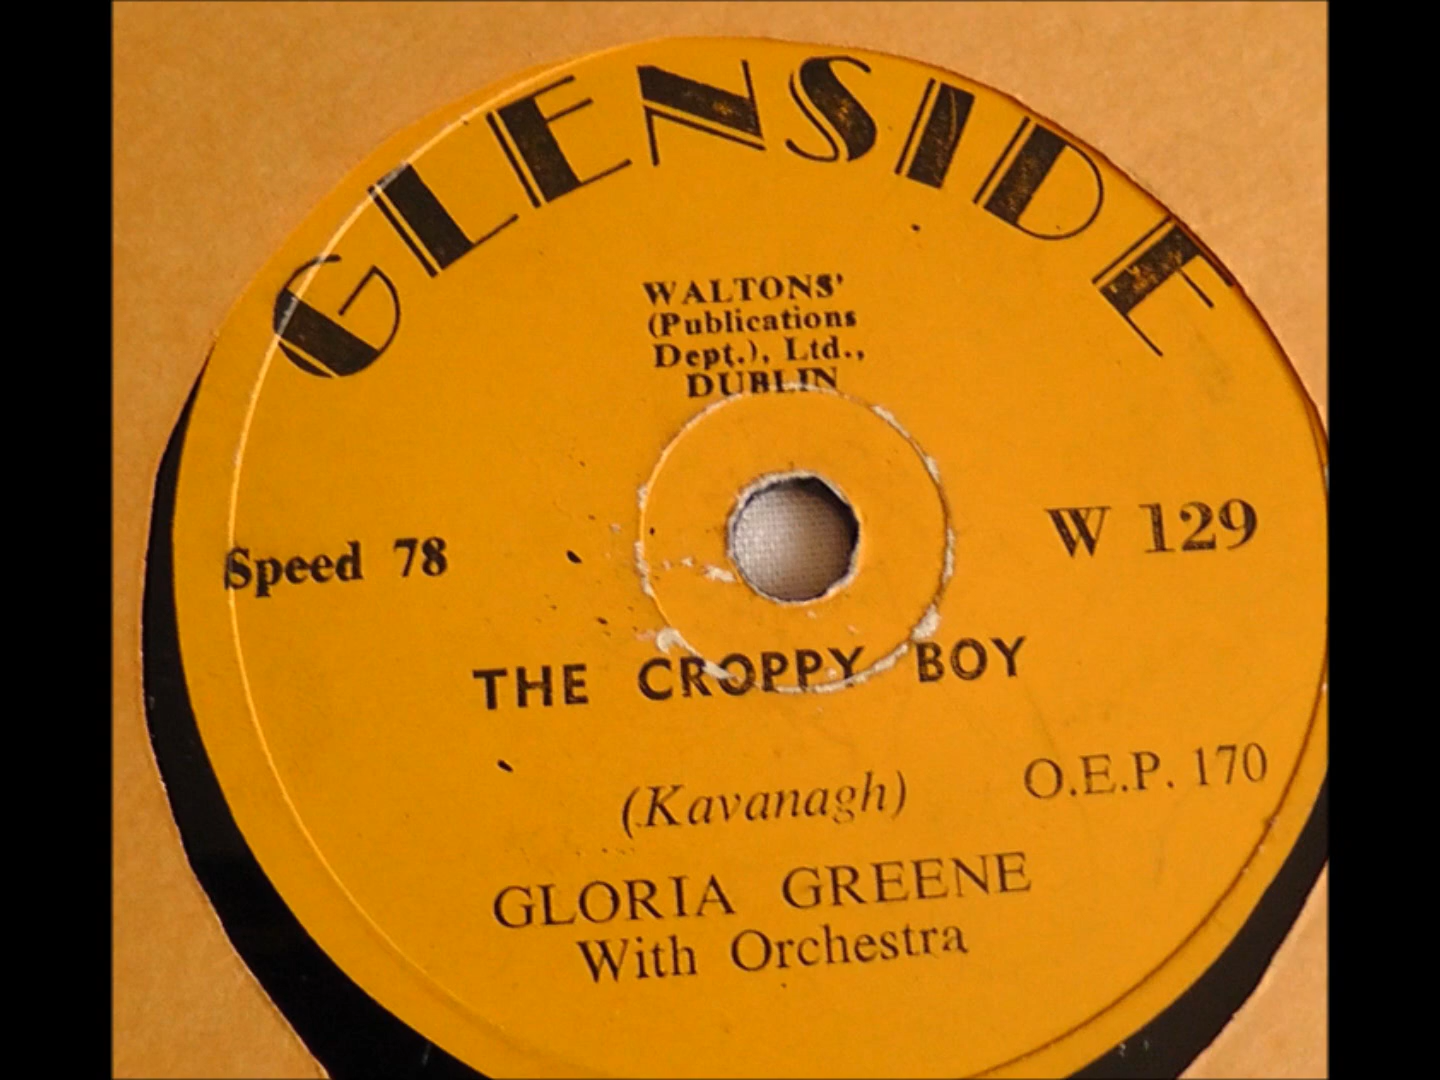 GLENSIDE
WALTONS'
(Publications
Dept.), Ltd.,
DUBLIN
Speed 78
W 129
THE CROPPY BOY
(Kavanagh)
O.E.P. 170
GLORIA GREENE
With Orchestra